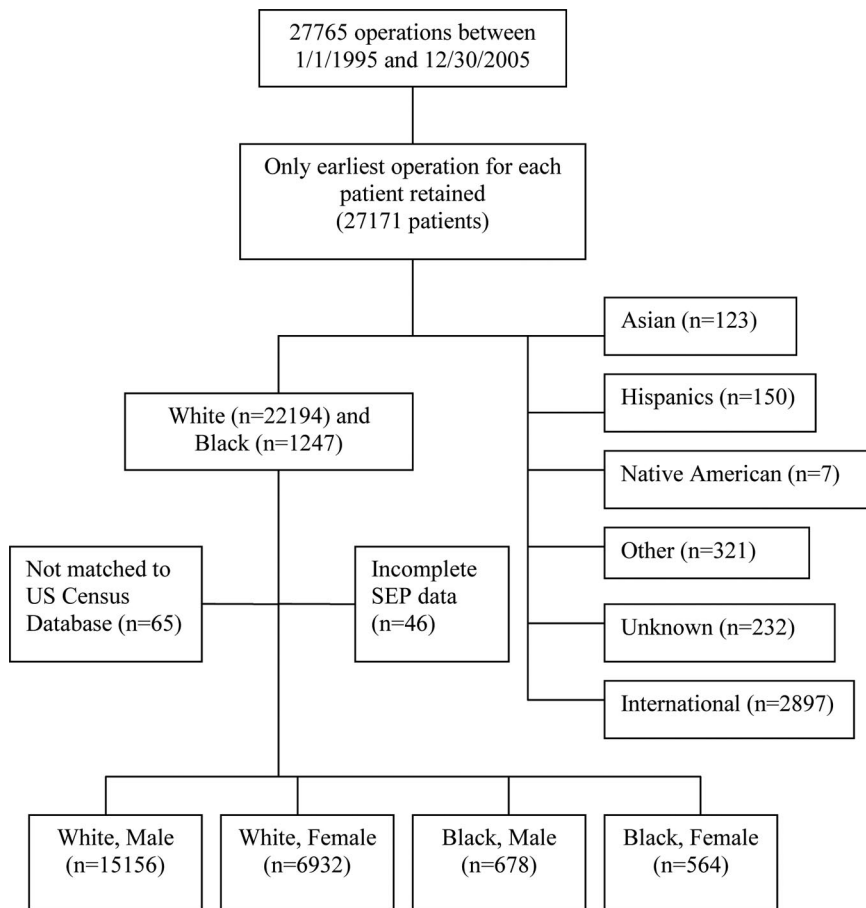 27765 operations between
1/1/1995 and 12/30/2005
Only earliest operation for each
patient retained
(27171 patients)
Asian (n=123)
White (n=22194) and
Black (n=1247)
Hispanics (n=150)
Native American (n=7)
Not matched to
US Census
Database (n=65)
Incomplete
SEP data
(n=46)
Other (n=321)
Unknown (n=232)
International (n=2897)
White, Male
(n=15156)
White, Female
(n=6932)
Black, Male
(n=678)
Black, Female
(n=564)